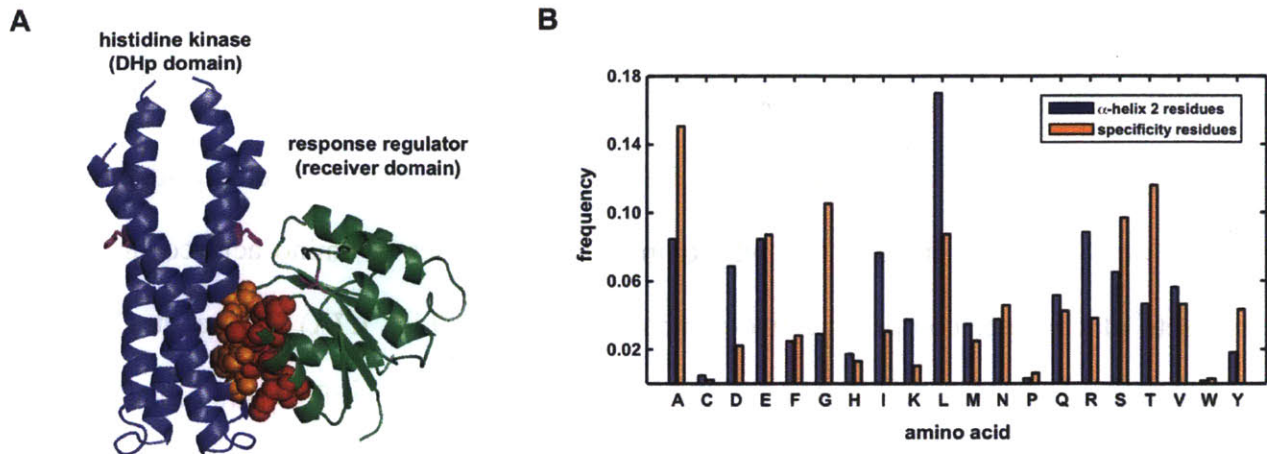 A
histidine kinase
(DHp domain)
response regulator
(receiver domain)
B
0.18
0.14
0.10
0.06
0.02
frequency
α-helix 2 residues
specificity residues
A C D E F G H I K L M N P Q R S T V W Y
amino acid